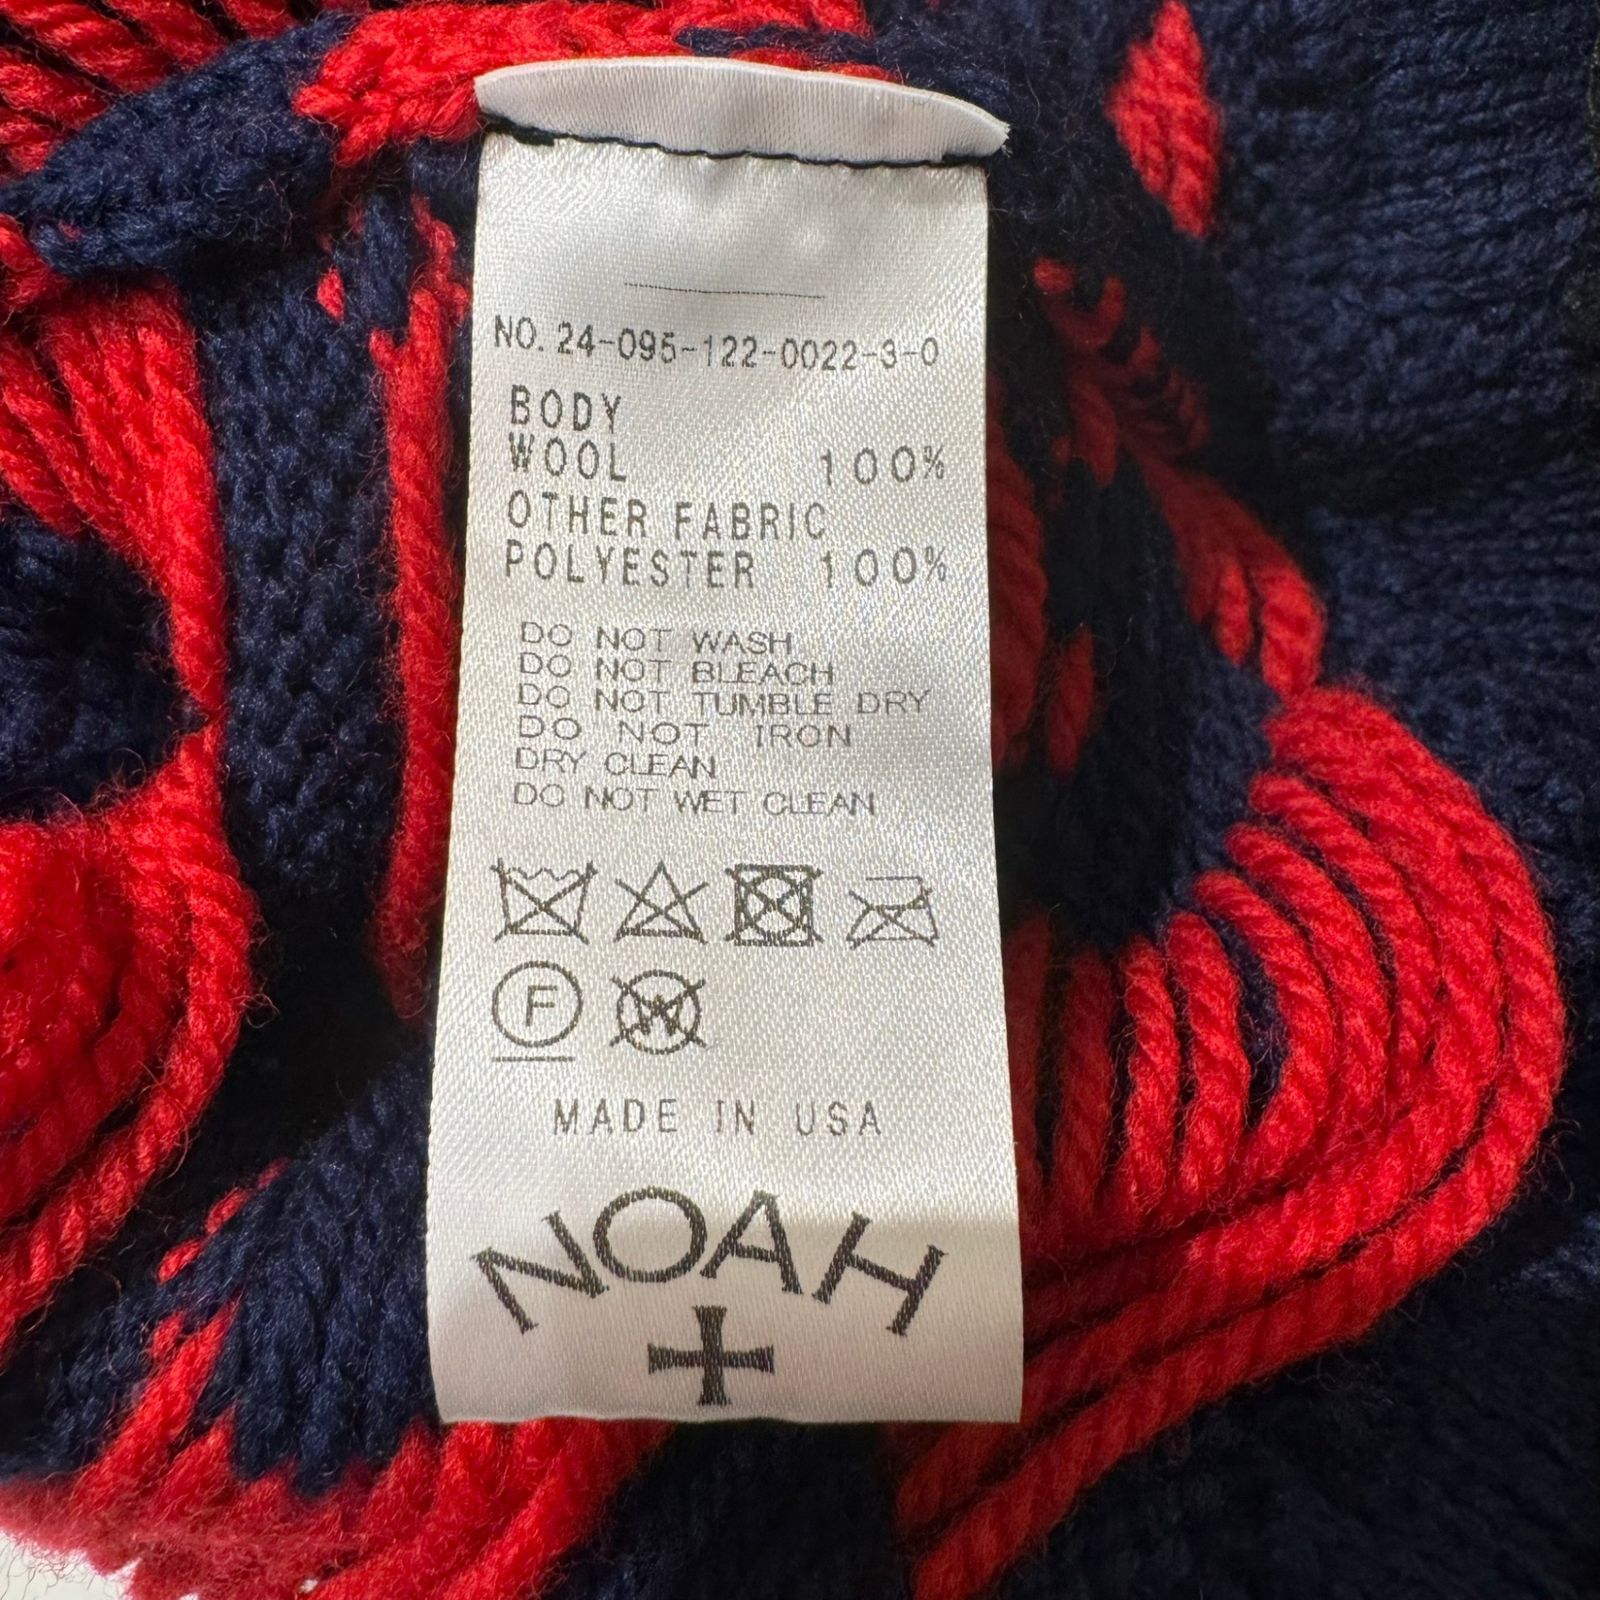 NO. 24-095-122-0022-3-0
BODY
WOOL 100%
OTHER FABRIC
POLYESTER 100%
DO NOT WASH
DO NOT BLEACH
DO NOT TUMBLE DRY
DO NOT IRON
DRY CLEAN
DO NOT WET CLEAN
F W
MADE IN USA
NOAH